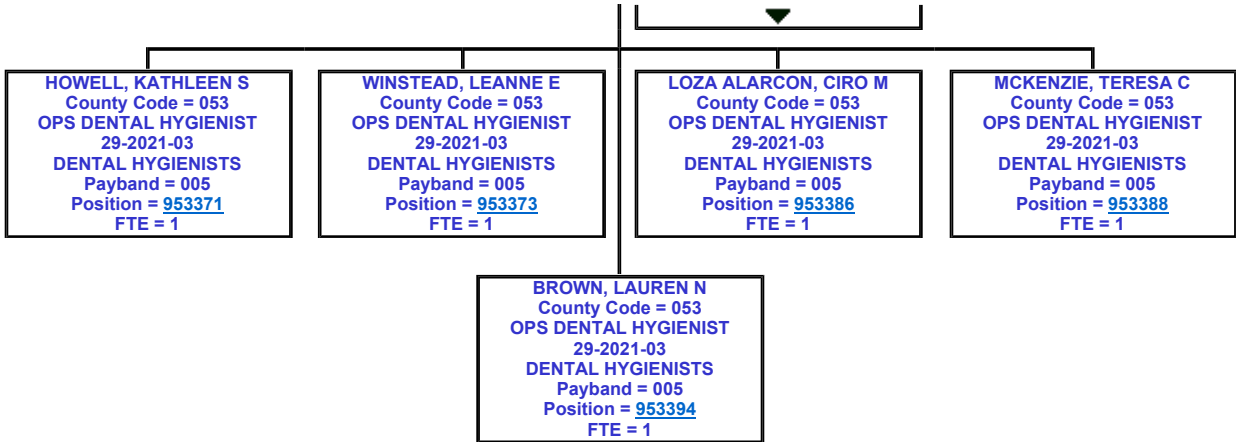 HOWELL, KATHLEEN S
County Code = 053
OPS DENTAL HYGIENIST
29-2021-03
DENTAL HYGIENISTS
Payband = 005
Position = 953371
FTE = 1
WINSTEAD, LEANNE E
County Code = 053
OPS DENTAL HYGIENIST
29-2021-03
DENTAL HYGIENISTS
Payband = 005
Position = 953373
FTE = 1
LOZA ALARCON, CIRO M
County Code = 053
OPS DENTAL HYGIENIST
29-2021-03
DENTAL HYGIENISTS
Payband = 005
Position = 953386
FTE = 1
MCKENZIE, TERESA C
County Code = 053
OPS DENTAL HYGIENIST
29-2021-03
DENTAL HYGIENISTS
Payband = 005
Position = 953388
FTE = 1
BROWN, LAUREN N
County Code = 053
OPS DENTAL HYGIENIST
29-2021-03
DENTAL HYGIENISTS
Payband = 005
Position = 953394
FTE = 1